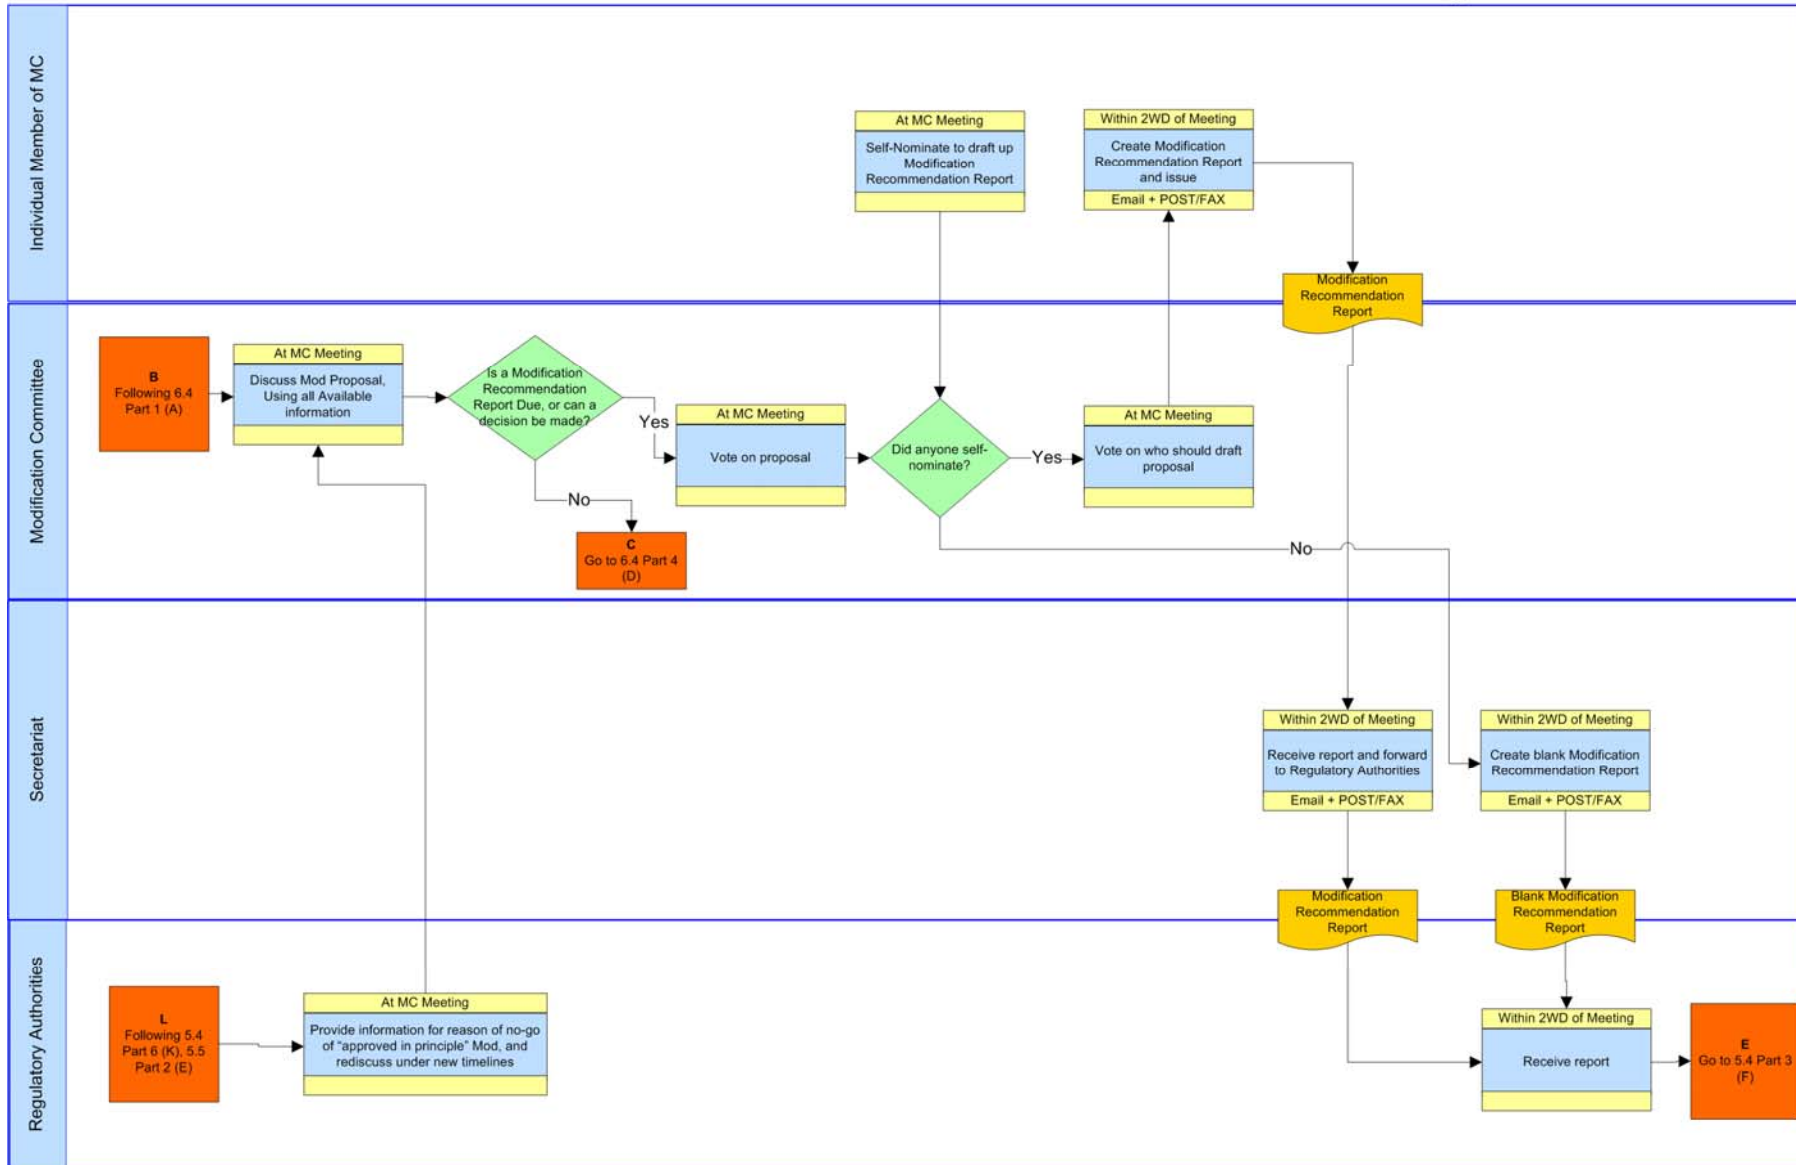 Individual Member of MC
At MC Meeting
Self-Nominate to draft up
Modification
Recommendation Report
Within 2WD of Meeting
Create Modification
Recommendation Report
and issue
Email + POST/FAX
Modification
Recommendation
Report
Modification Committee
B
Following 6.4
Part 1 (A)
At MC Meeting
Discuss Mod Proposal,
Using all Available
information
Is a Modification
Recommendation
Report Due, or can a
decision be made?
Yes
No
C
Go to 6.4 Part 4
(D)
At MC Meeting
Vote on proposal
Did anyone self-
nominate?
Yes
No
At MC Meeting
Vote on who should draft
proposal
Secretariat
Within 2WD of Meeting
Receive report and forward
to Regulatory Authorities
Email + POST/FAX
Within 2WD of Meeting
Create blank Modification
Recommendation Report
Email + POST/FAX
Modification
Recommendation
Report
Blank Modification
Recommendation
Report
Regulatory Authorities
L
Following 5.4
Part 6 (K), 5.5
Part 2 (E)
At MC Meeting
Provide information for reason of no-go
of “approved in principle” Mod, and
rediscuss under new timelines
Within 2WD of Meeting
Receive report
E
Go to 5.4 Part 3
(F)